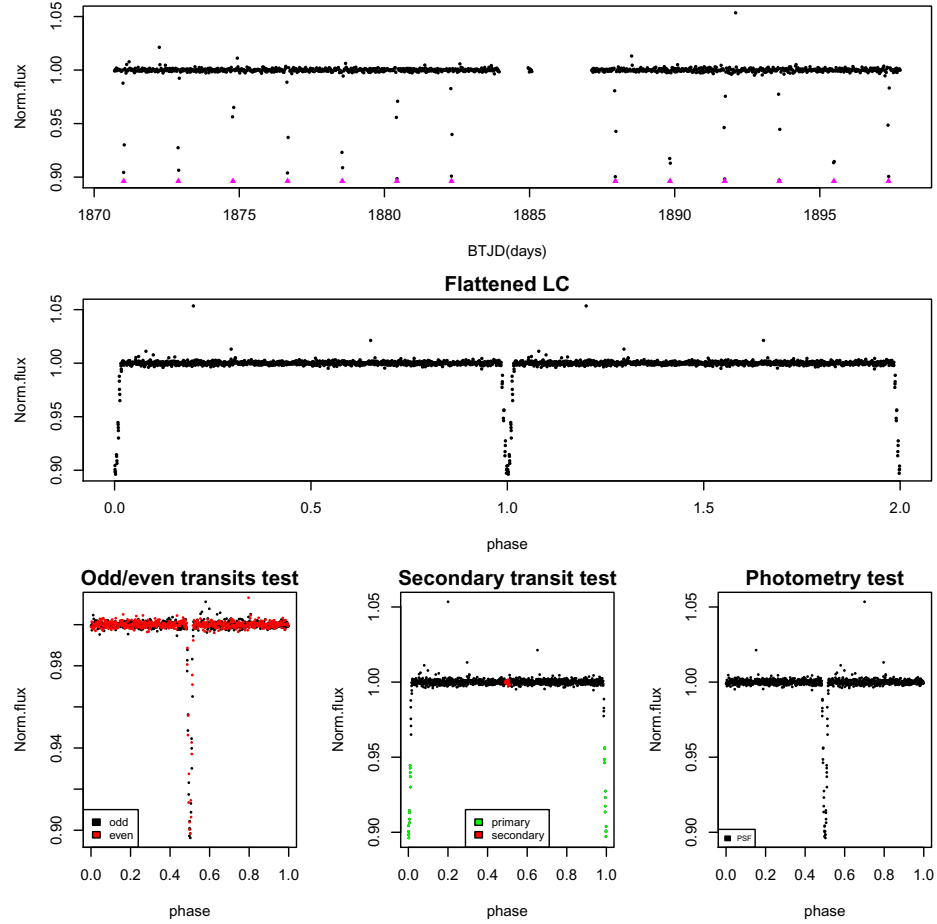 1.05
1.00
0.95
0.90
Norm.flux
1870 1875 1880 1885 1890 1895
BTJD(days)
Flattened LC
1.05
1.00
0.95
0.90
Norm.flux
0.0 0.5 1.0 1.5 2.0
phase
Odd/even transits test
0.98
0.94
0.90
Norm.flux
odd
even
0.0 0.2 0.4 0.6 0.8 1.0
phase
Secondary transit test
1.05
1.00
0.95
0.90
Norm.flux
primary
secondary
0.0 0.2 0.4 0.6 0.8 1.0
phase
Photometry test
1.05
1.00
0.95
0.90
Norm.flux
PSF
0.0 0.2 0.4 0.6 0.8 1.0
phase